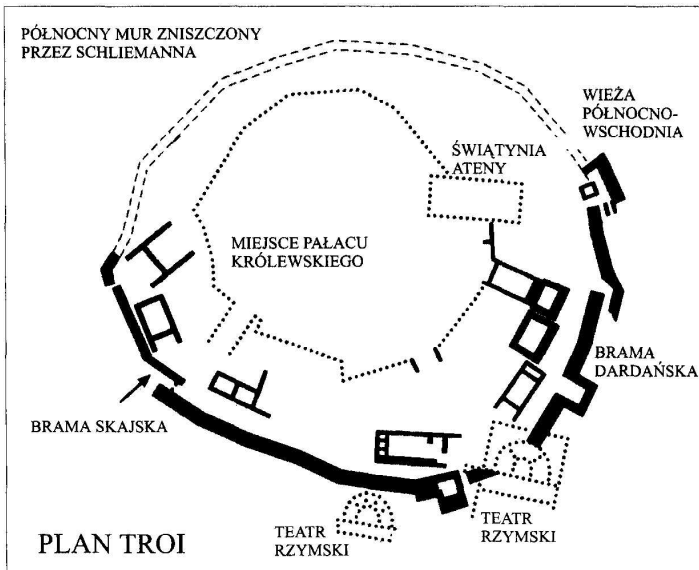 PÓŁNOCNY MUR ZNISZCZONY
PRZEZ SCHLIEMANNA
WIEŻA
PÓŁNOCNO-
WSCHODNIA
ŚWIĄTYNIA
ATENY
MIEJSCE PAŁACU
KRÓLEWSKIEGO
BRAMA
DARDAŃSKA
BRAMA SKAJSKA
TEATR
RZYMSKI
TEATR
RZYMSKI
PLAN TROI